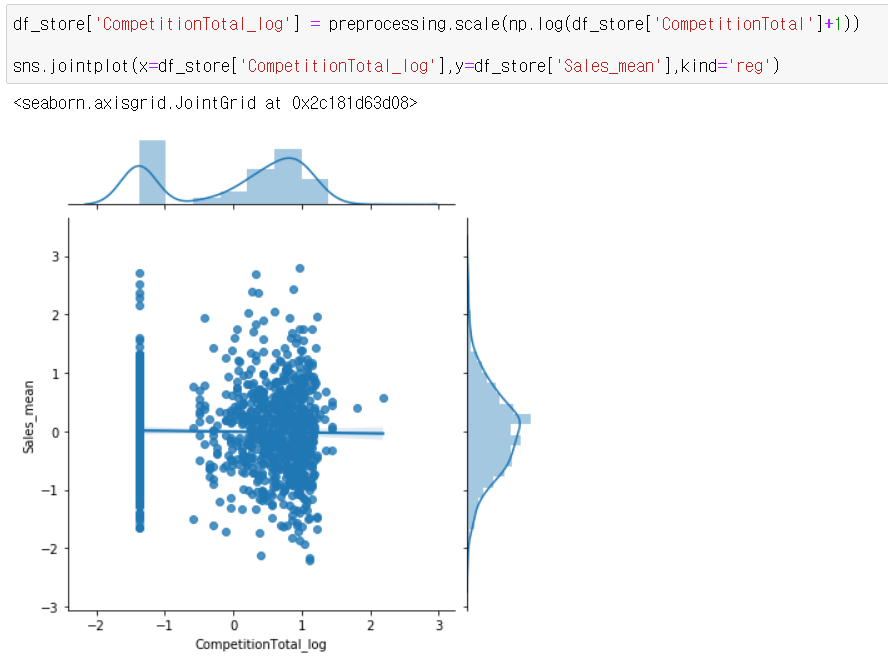 df_store['CompetitionTotal_log'] = preprocessing.scale(np.log(df_store['CompetitionTotal']+1))
sns.jointplot(x=df_store['CompetitionTotal_log'],y=df_store['Sales_mean'],kind='reg')
<seaborn.axisgrid.JointGrid at 0x2c181d63d08>
3
2
1
0
−1
−2
−3
Sales_mean
−2 −1 0 1 2 3
CompetitionTotal_log